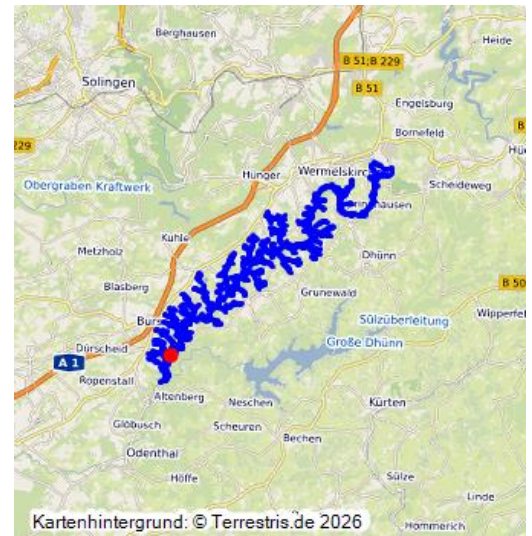 Berghausen
Heide
B 51;B 229
Solingen
B 51
Engelsburg
Bornefeld
229
Hunger
Wermelskirc
Scheideweg
Obergraben Kraftwerk
hausen
Kuhle
Metzholz
Dhünn
Blasberg
B 50
Grunewald
Wipperfe
Burs
Sülzüberleitung
Dürscheid
Große Dhünn
A 1
Ropenstall
Altenberg
Neschen
Kürten
Glöbusch
Scheuren
Bechen
Odenthal
Höffe
Sülze
Linde
Kartenhintergrund: © Terrestris.de 2026
Hommerich